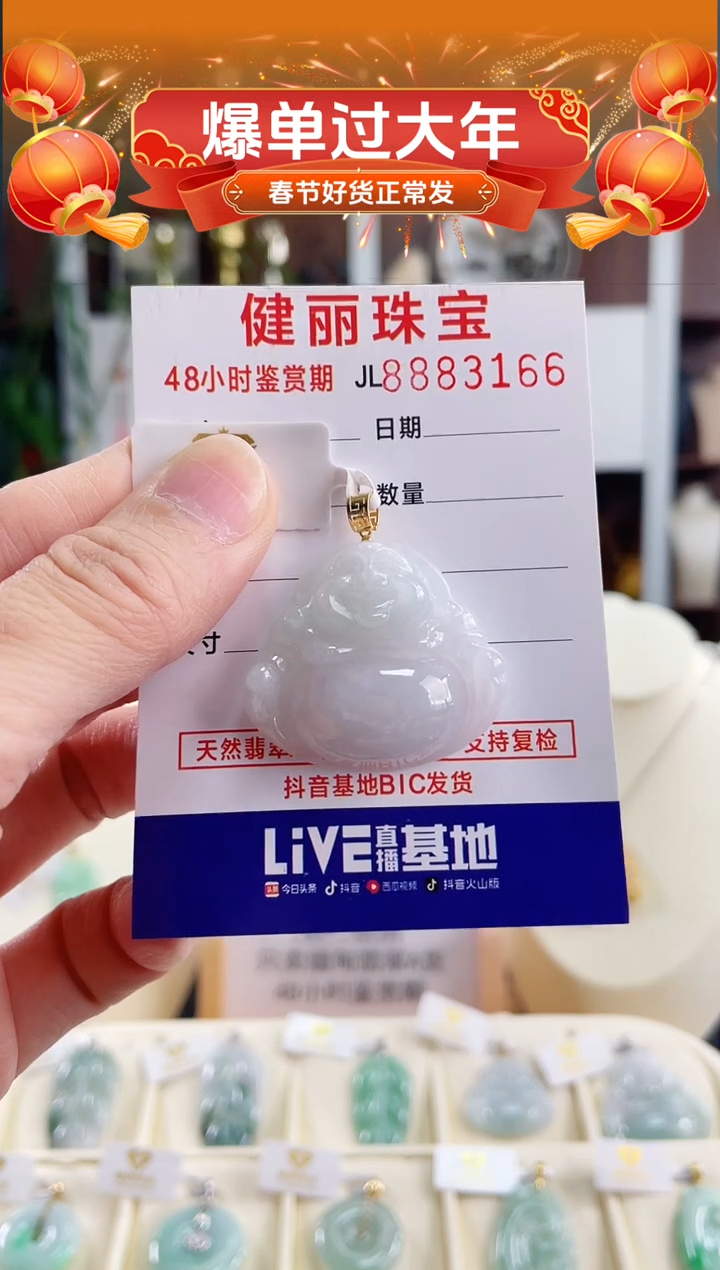 爆单过大年
春节好货正常发
健丽珠宝
48小时鉴赏期 JL8883166
日期
数量
寸
天然翡翠 支持复检
抖音基地BIC发货
LiVE直播基地
头条 今日头条 抖音 西瓜视频 抖音火山版